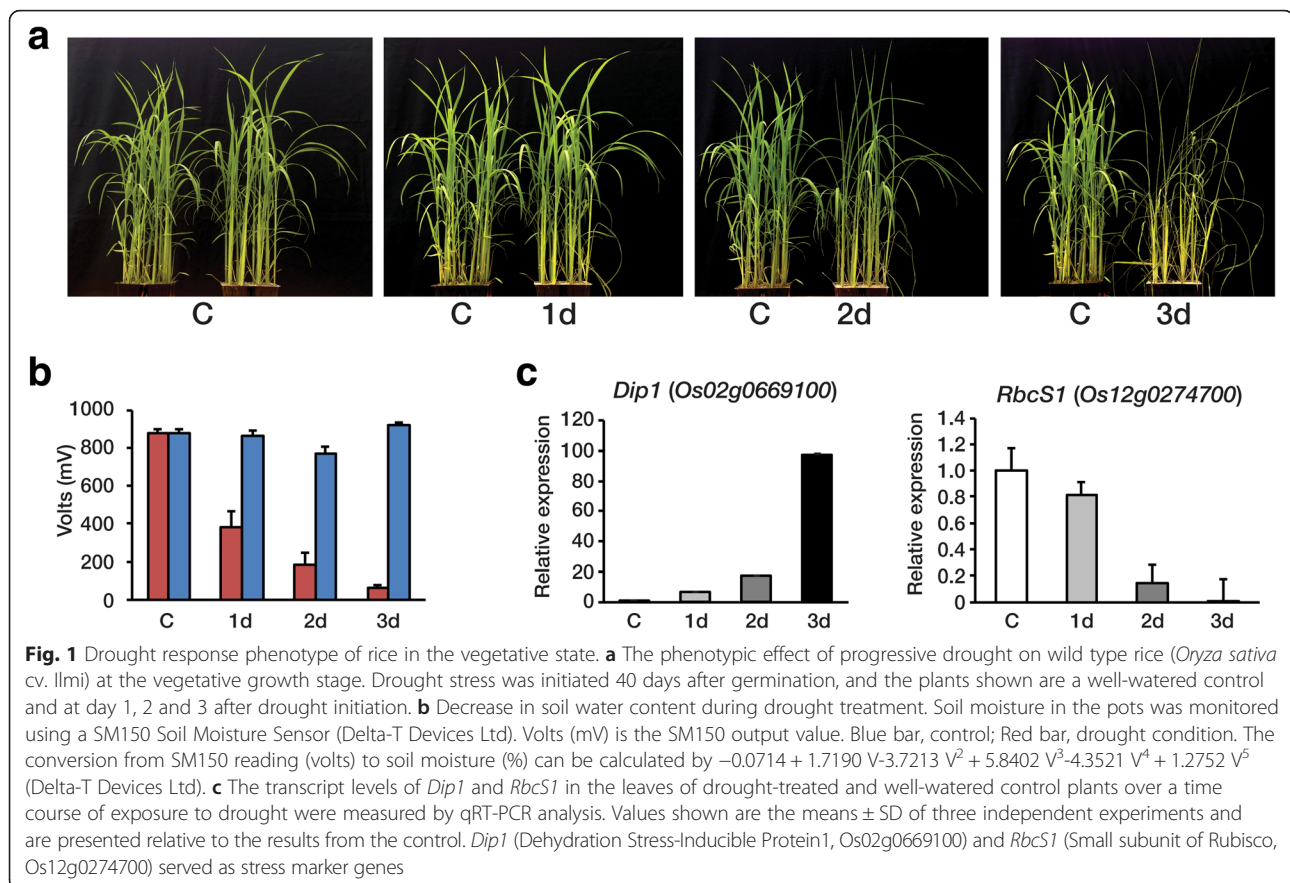 a
C
C 1d
C 2d
C 3d
b
Volts (mV)
1000
800
600
400
200
0
C 1d 2d 3d
c
Dip1 (Os02g0669100)
Relative expression
120
100
80
60
40
20
0
C 1d 2d 3d
RbcS1 (Os12g0274700)
Relative expression
1.4
1.2
1.0
0.8
0.6
0.4
0.2
0
C 1d 2d 3d
Fig. 1 Drought response phenotype of rice in the vegetative state. a The phenotypic effect of progressive drought on wild type rice (Oryza sativa
cv. Ilmi) at the vegetative growth stage. Drought stress was initiated 40 days after germination, and the plants shown are a well-watered control
and at day 1, 2 and 3 after drought initiation. b Decrease in soil water content during drought treatment. Soil moisture in the pots was monitored
using a SM150 Soil Moisture Sensor (Delta-T Devices Ltd). Volts (mV) is the SM150 output value. Blue bar, control; Red bar, drought condition. The
conversion from SM150 reading (volts) to soil moisture (%) can be calculated by −0.0714 + 1.7190 V-3.7213 V² + 5.8402 V³-4.3521 V⁴ + 1.2752 V⁵
(Delta-T Devices Ltd). c The transcript levels of Dip1 and RbcS1 in the leaves of drought-treated and well-watered control plants over a time
course of exposure to drought were measured by qRT-PCR analysis. Values shown are the means ± SD of three independent experiments and
are presented relative to the results from the control. Dip1 (Dehydration Stress-Inducible Protein1, Os02g0669100) and RbcS1 (Small subunit of Rubisco,
Os12g0274700) served as stress marker genes